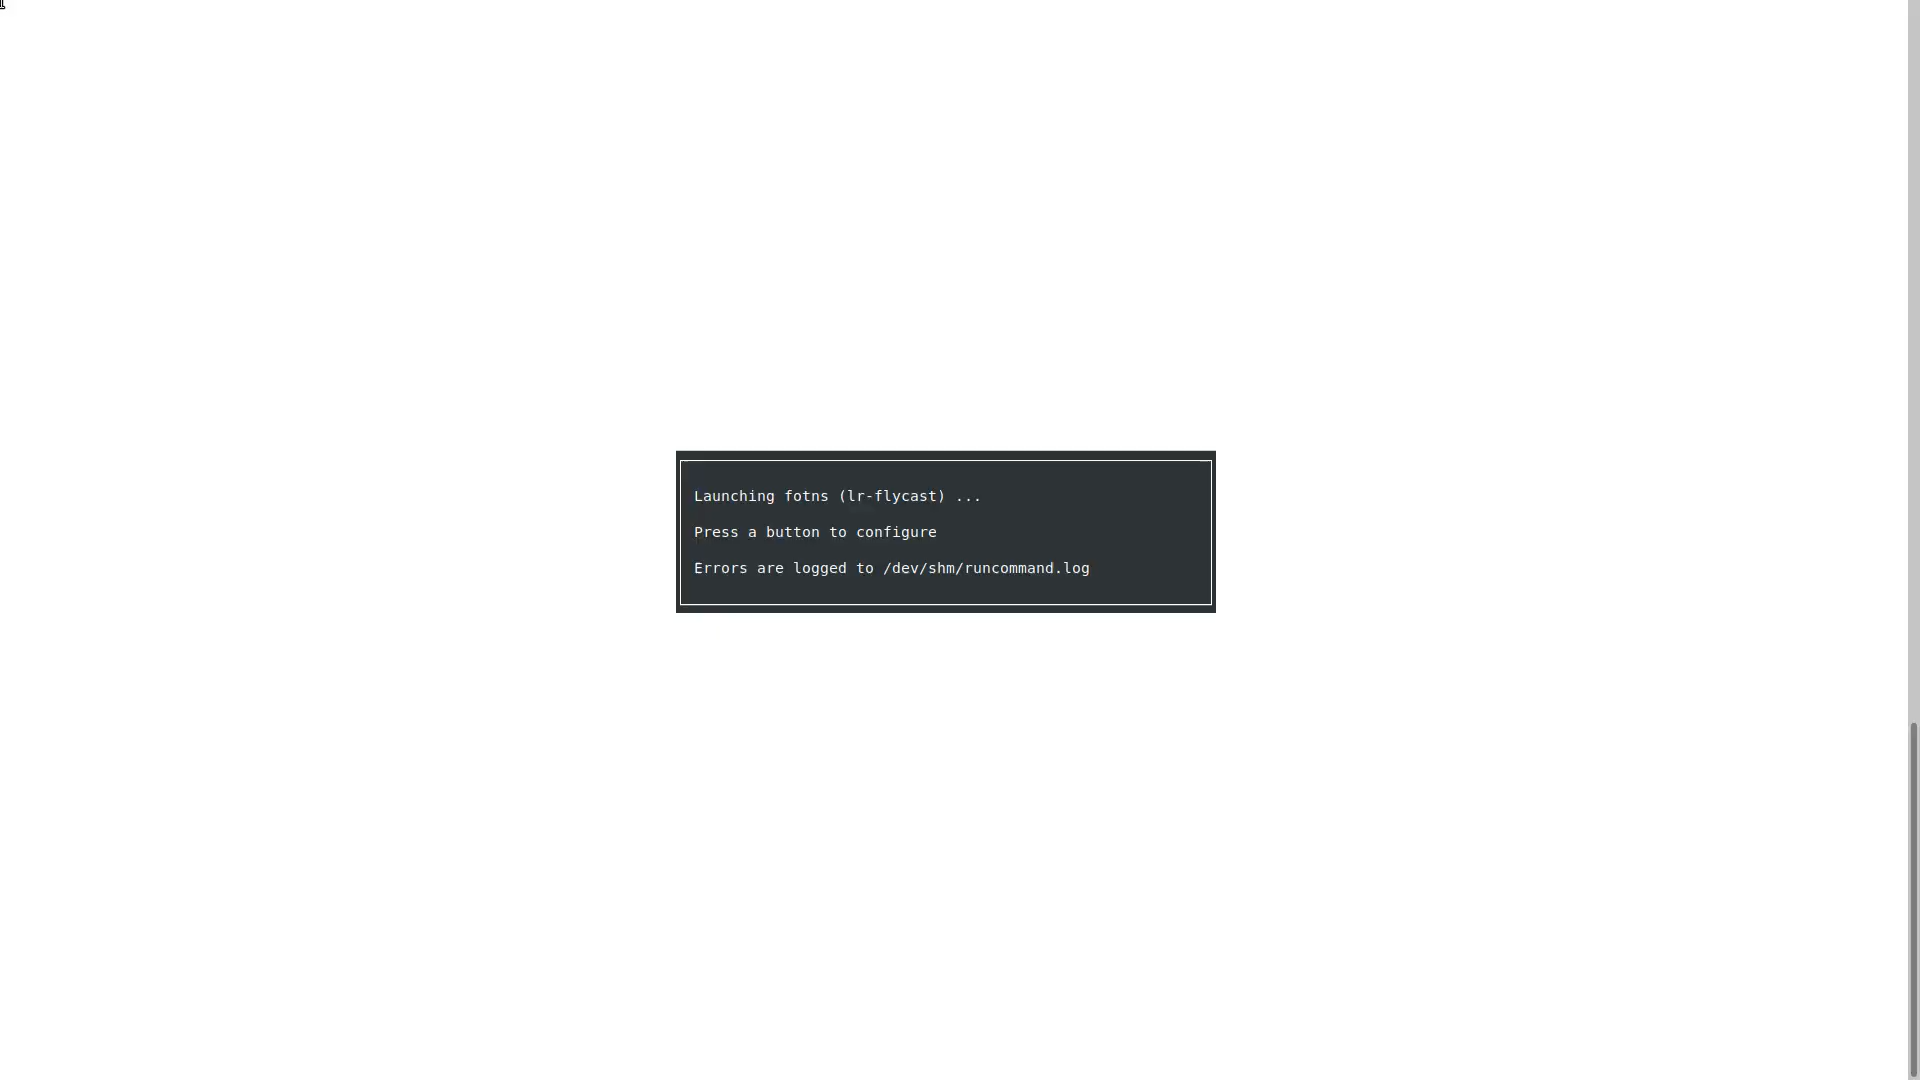 Launching fotns (lr-flycast) ...
Press a button to configure
Errors are logged to /dev/shm/runcommand.log